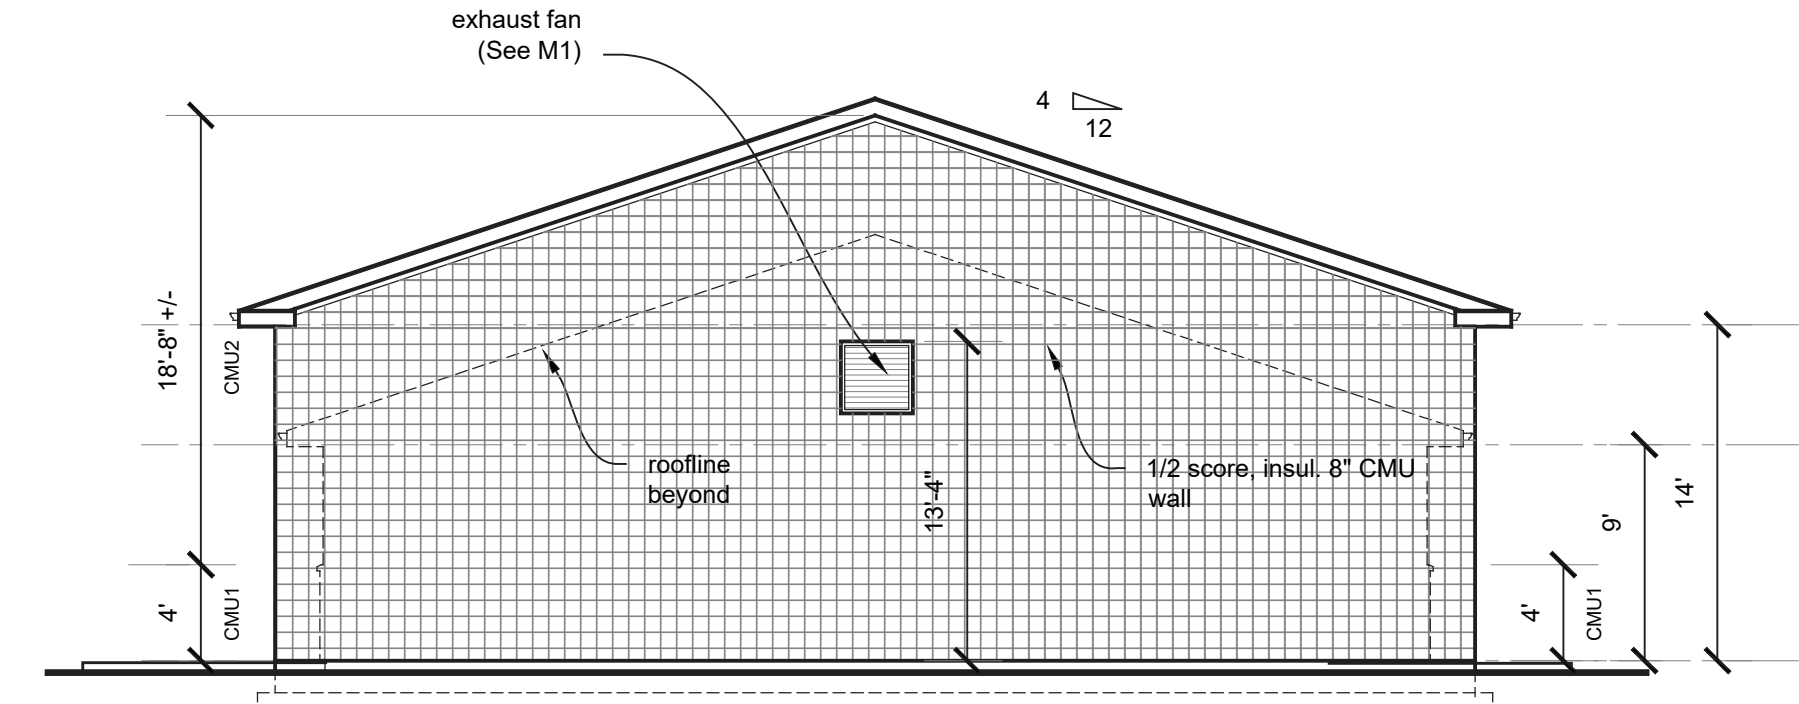 exhaust fan
(See M1)
4
12
18'-8" +/-
CMU2
roofline
beyond
13'-4"
1/2 score, insul. 8" CMU
wall
14'
9'
4'
CMU1
4'
CMU1